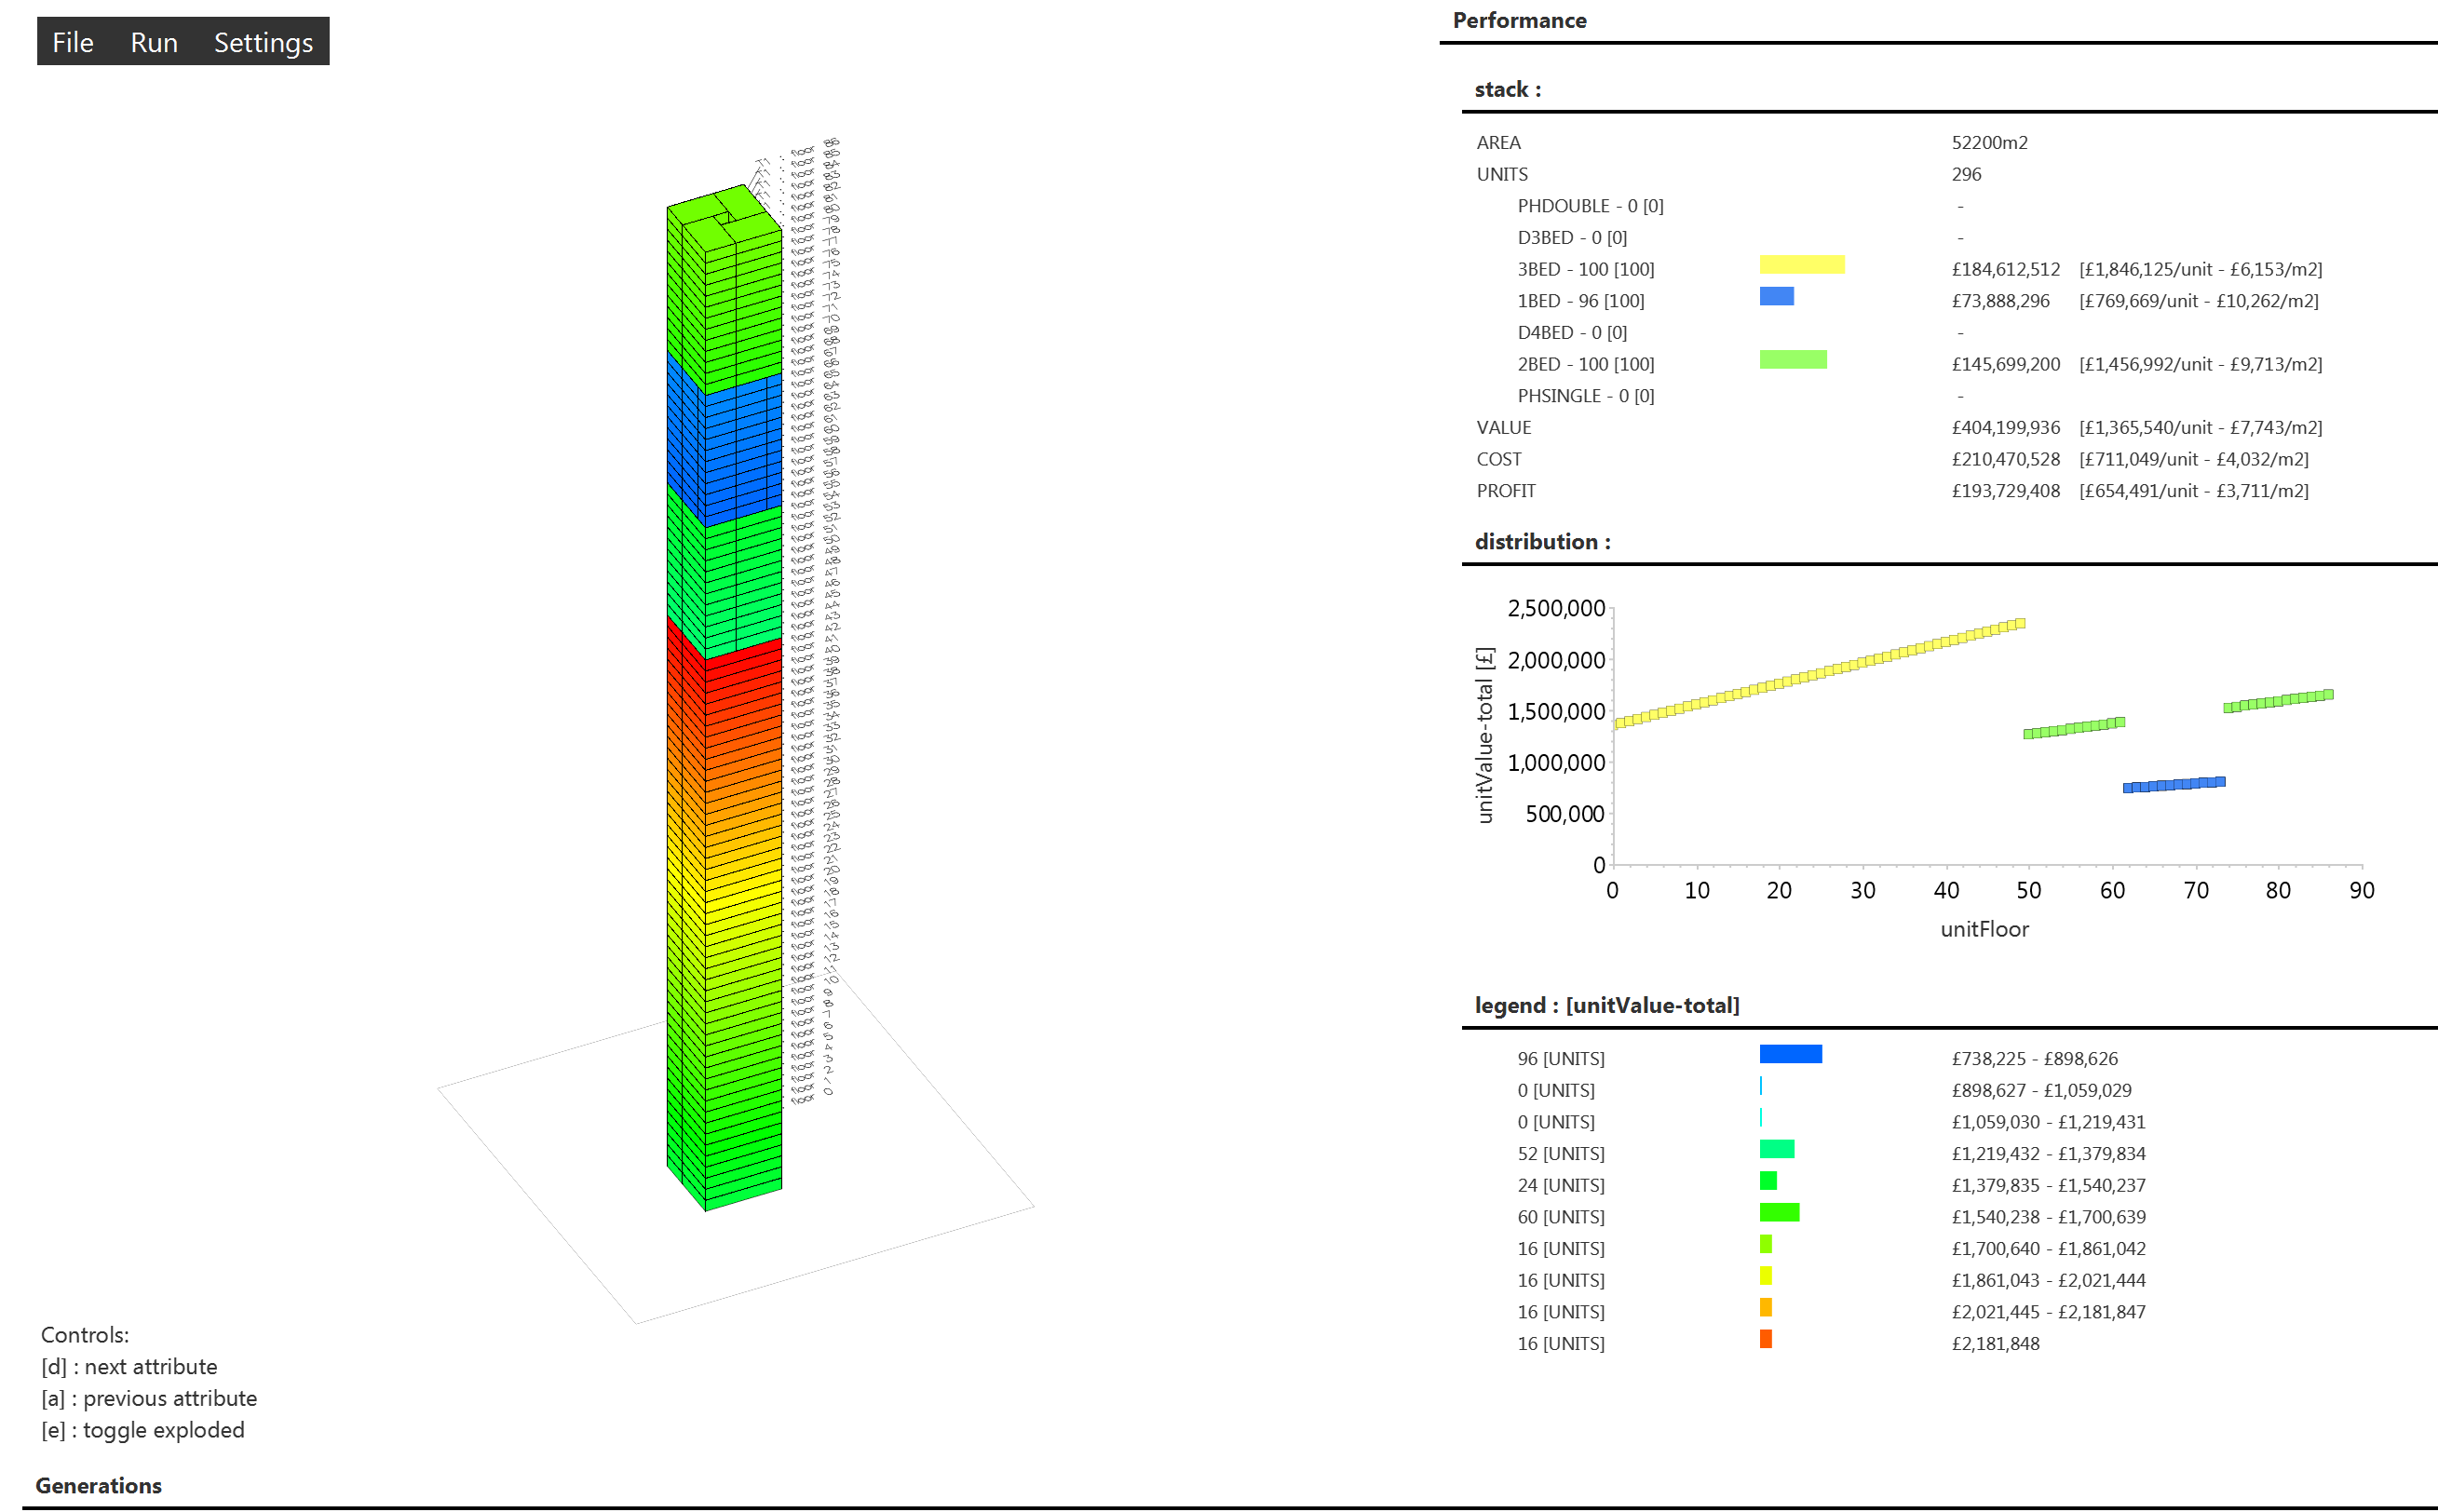 File Run Settings
Performance
stack :
AREA 52200m2
UNITS 296
PHDOUBLE - 0 [0] -
D3BED - 0 [0] -
3BED - 100 [100] £184,612,512 [£1,846,125/unit - £6,153/m2]
1BED - 96 [100] £73,888,296 [£769,669/unit - £10,262/m2]
D4BED - 0 [0] -
2BED - 100 [100] £145,699,200 [£1,456,992/unit - £9,713/m2]
PHSINGLE - 0 [0] -
VALUE £404,199,936 [£1,365,540/unit - £7,743/m2]
COST £210,470,528 [£711,049/unit - £4,032/m2]
PROFIT £193,729,408 [£654,491/unit - £3,711/m2]
distribution :
unitValue-total [£]
2,500,000
2,000,000
1,500,000
1,000,000
500,000
0
0 10 20 30 40 50 60 70 80 90
unitFloor
legend : [unitValue-total]
96 [UNITS] £738,225 - £898,626
0 [UNITS] £898,627 - £1,059,029
0 [UNITS] £1,059,030 - £1,219,431
52 [UNITS] £1,219,432 - £1,379,834
24 [UNITS] £1,379,835 - £1,540,237
60 [UNITS] £1,540,238 - £1,700,639
16 [UNITS] £1,700,640 - £1,861,042
16 [UNITS] £1,861,043 - £2,021,444
16 [UNITS] £2,021,445 - £2,181,847
16 [UNITS] £2,181,848
Controls:
[d] : next attribute
[a] : previous attribute
[e] : toggle exploded
Generations